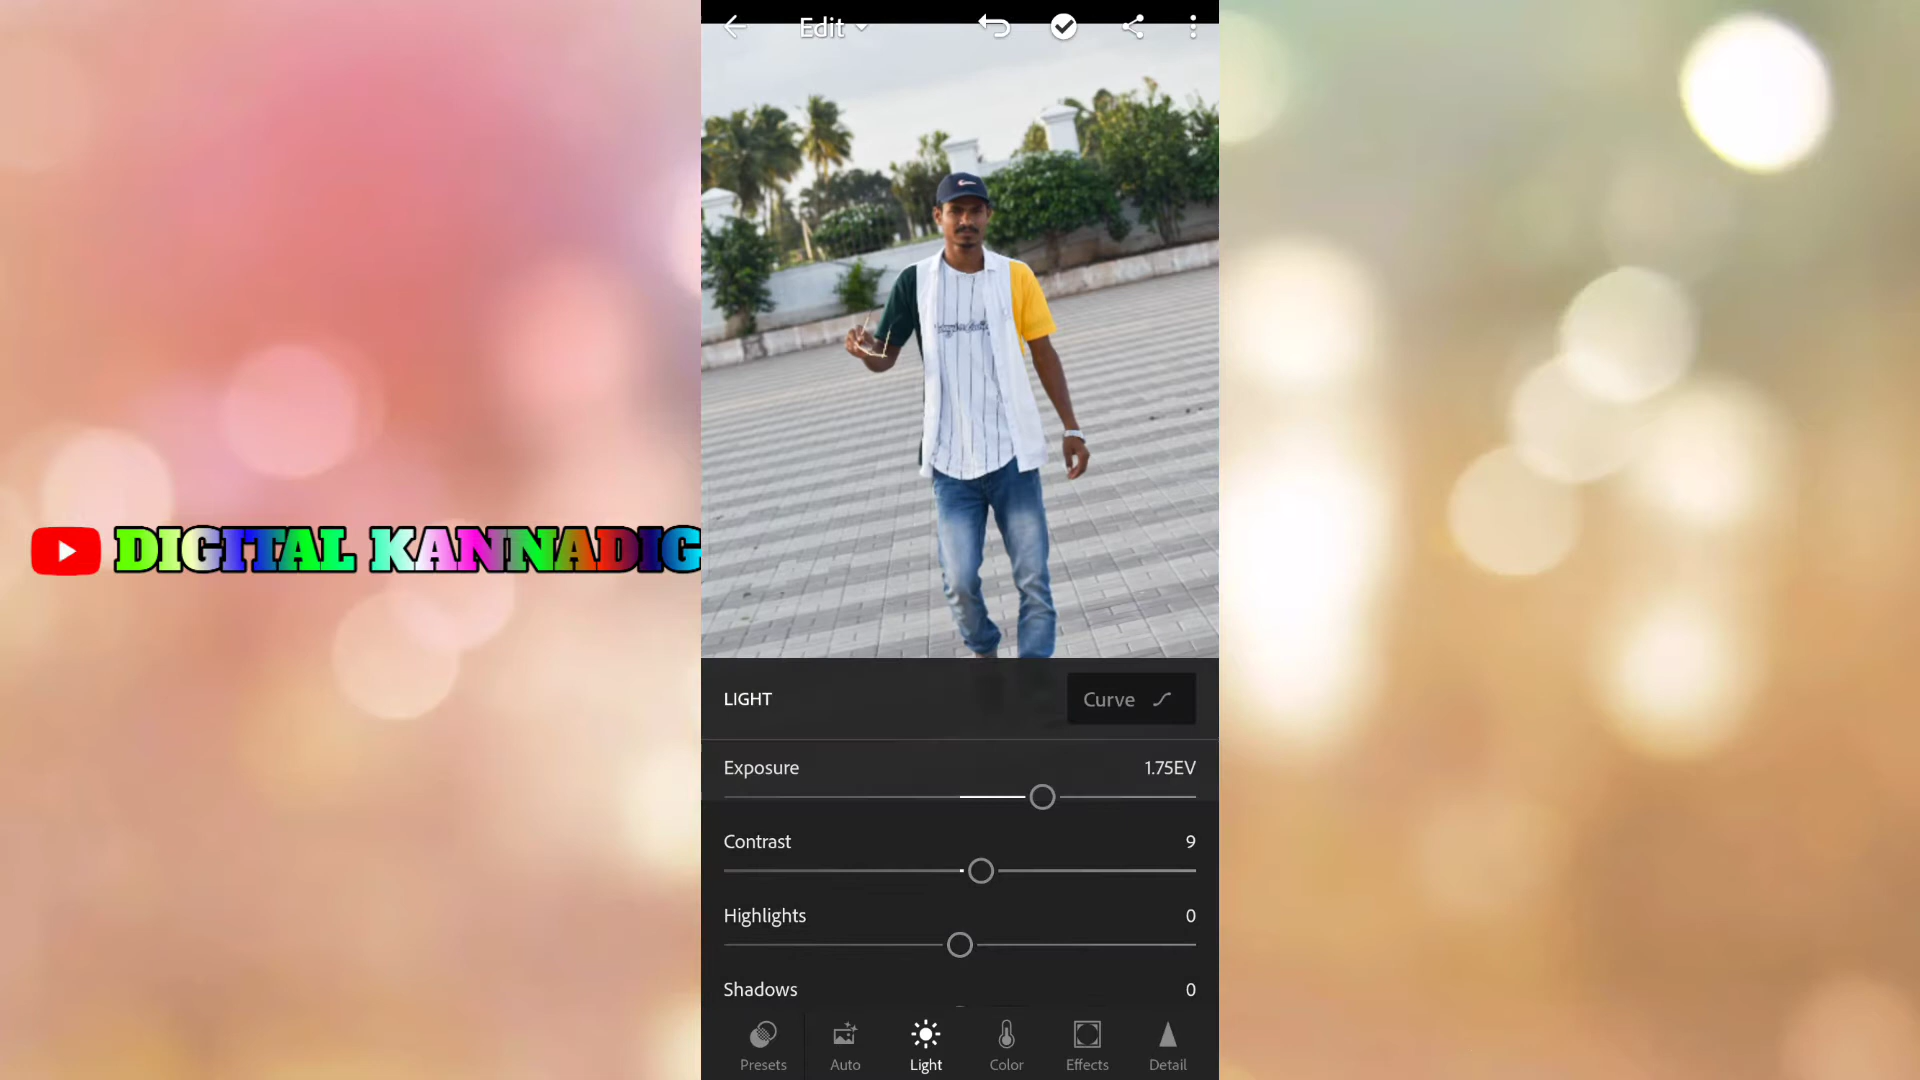 Edit
DIGITAL KANNADIG
LIGHT
Curve
Exposure 1.75EV
Contrast 9
Highlights 0
Shadows 0
Presets Auto Light Color Effects Detail